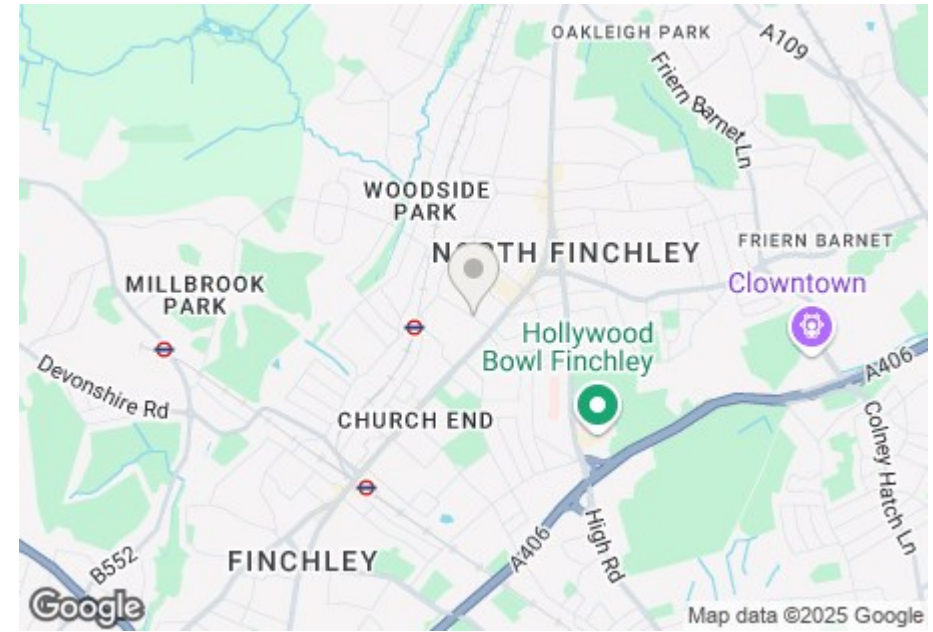 OAKLEIGH PARK
A109
Friern Barnet Ln
WOODSIDE
PARK
NORTH FINCHLEY
FRIERN BARNET
MILLBROOK
PARK
Clowntown
Hollywood
Bowl Finchley
A406
Devonshire Rd
CHURCH END
Colney Hatch Ln
A406
High Rd
B552
FINCHLEY
Google
Map data ©2025 Google